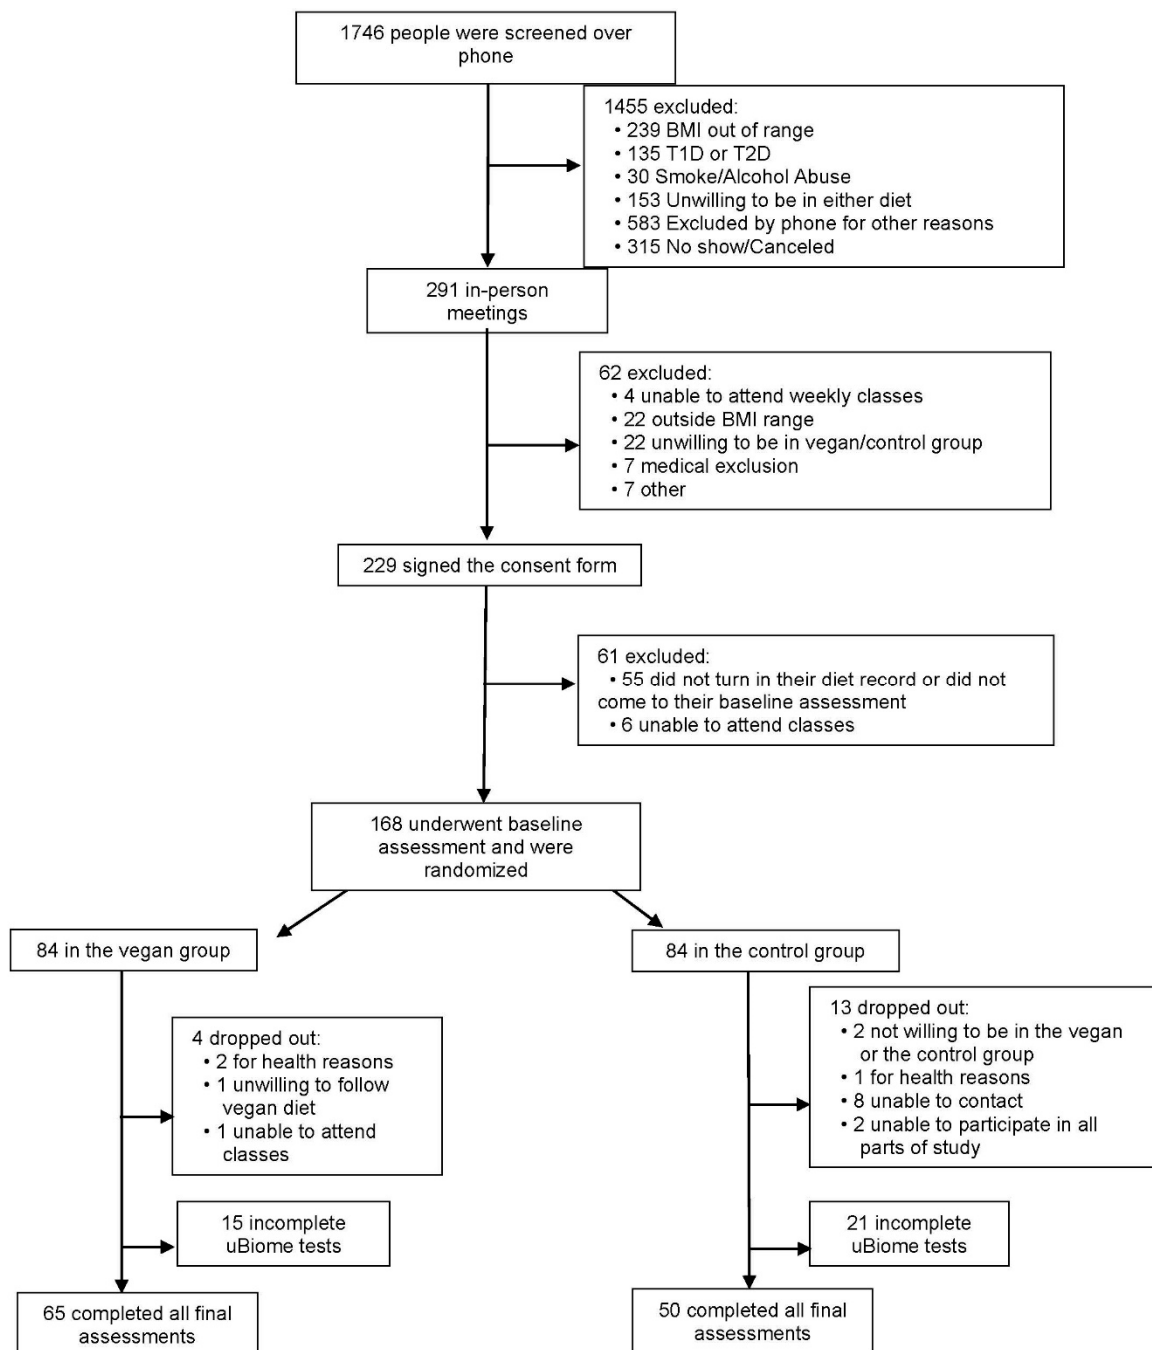 1746 people were screened over
phone
1455 excluded:
• 239 BMI out of range
• 135 T1D or T2D
• 30 Smoke/Alcohol Abuse
• 153 Unwilling to be in either diet
• 583 Excluded by phone for other reasons
• 315 No show/Canceled
291 in-person
meetings
62 excluded:
• 4 unable to attend weekly classes
• 22 outside BMI range
• 22 unwilling to be in vegan/control group
• 7 medical exclusion
• 7 other
229 signed the consent form
61 excluded:
• 55 did not turn in their diet record or did not
come to their baseline assessment
• 6 unable to attend classes
168 underwent baseline
assessment and were
randomized
84 in the vegan group
4 dropped out:
• 2 for health reasons
• 1 unwilling to follow
vegan diet
• 1 unable to attend
classes
15 incomplete
uBiome tests
65 completed all final
assessments
84 in the control group
13 dropped out:
• 2 not willing to be in the vegan
or the control group
• 1 for health reasons
• 8 unable to contact
• 2 unable to participate in all
parts of study
21 incomplete
uBiome tests
50 completed all final
assessments